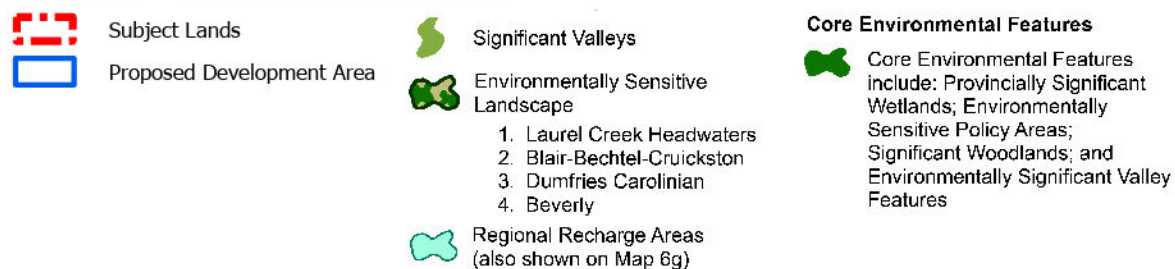 Subject Lands
Proposed Development Area
Significant Valleys
Environmentally Sensitive
Landscape
1. Laurel Creek Headwaters
2. Blair-Bechtel-Cruickston
3. Dumfries Carolinian
4. Beverly
Regional Recharge Areas
(also shown on Map 6g)
Core Environmental Features
Core Environmental Features
include: Provincially Significant
Wetlands; Environmentally
Sensitive Policy Areas;
Significant Woodlands; and
Environmentally Significant Valley
Features